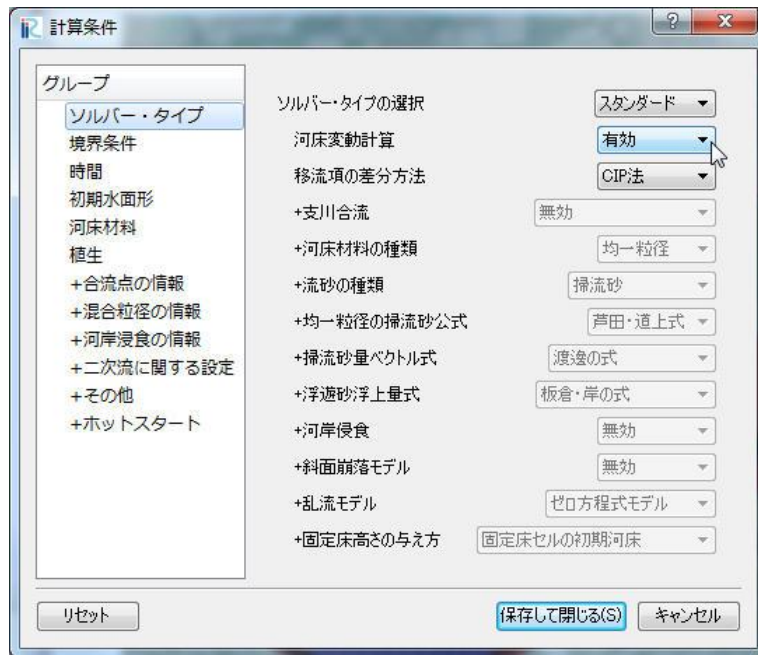 計算条件
グループ
ソルバー・タイプ
境界条件
時間
初期水面形
河床材料
植生
+合流点の情報
+混合粒径の情報
+河岸浸食の情報
+二次流に関する設定
+その他
+ホットスタート
ソルバー・タイプの選択 スタンダード
河床変動計算 有効
移流項の差分方法 CIP法
+支川合流 無効
+河床材料の種類 均一粒径
+流砂の種類 掃流砂
+均一粒径の掃流砂公式 芦田・道上式
+掃流砂量ベクトル式 渡邊の式
+浮遊砂浮上量式 板倉・岸の式
+河岸侵食 無効
+斜面崩落モデル 無効
+乱流モデル ゼロ方程式モデル
+固定床高さの与え方 固定床セルの初期河床
リセット 保存して閉じる(S) キャンセル